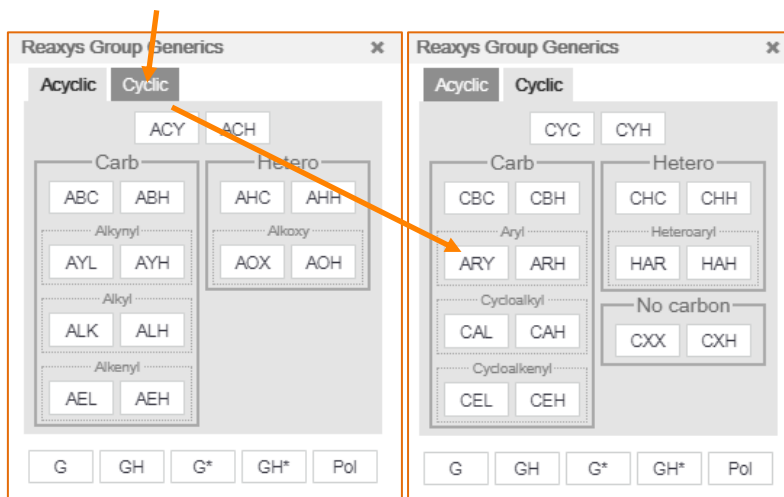 Reaxys Group Generics ×
Acyclic Cyclic
ACY ACH
Carb Hetero
ABC ABH AHC AHH
Alkynyl Alkoxy
AYL AYH AOX AOH
Alkyl
ALK ALH
Alkenyl
AEL AEH
G GH G* GH* Pol
Reaxys Group Generics ×
Acyclic Cyclic
CYC CYH
Carb Hetero
CBC CBH CHC CHH
Aryl Heteroaryl
ARY ARH HAR HAH
Cycloalkyl No carbon
CAL CAH CXX CXH
Cycloalkenyl
CEL CEH
G GH G* GH* Pol